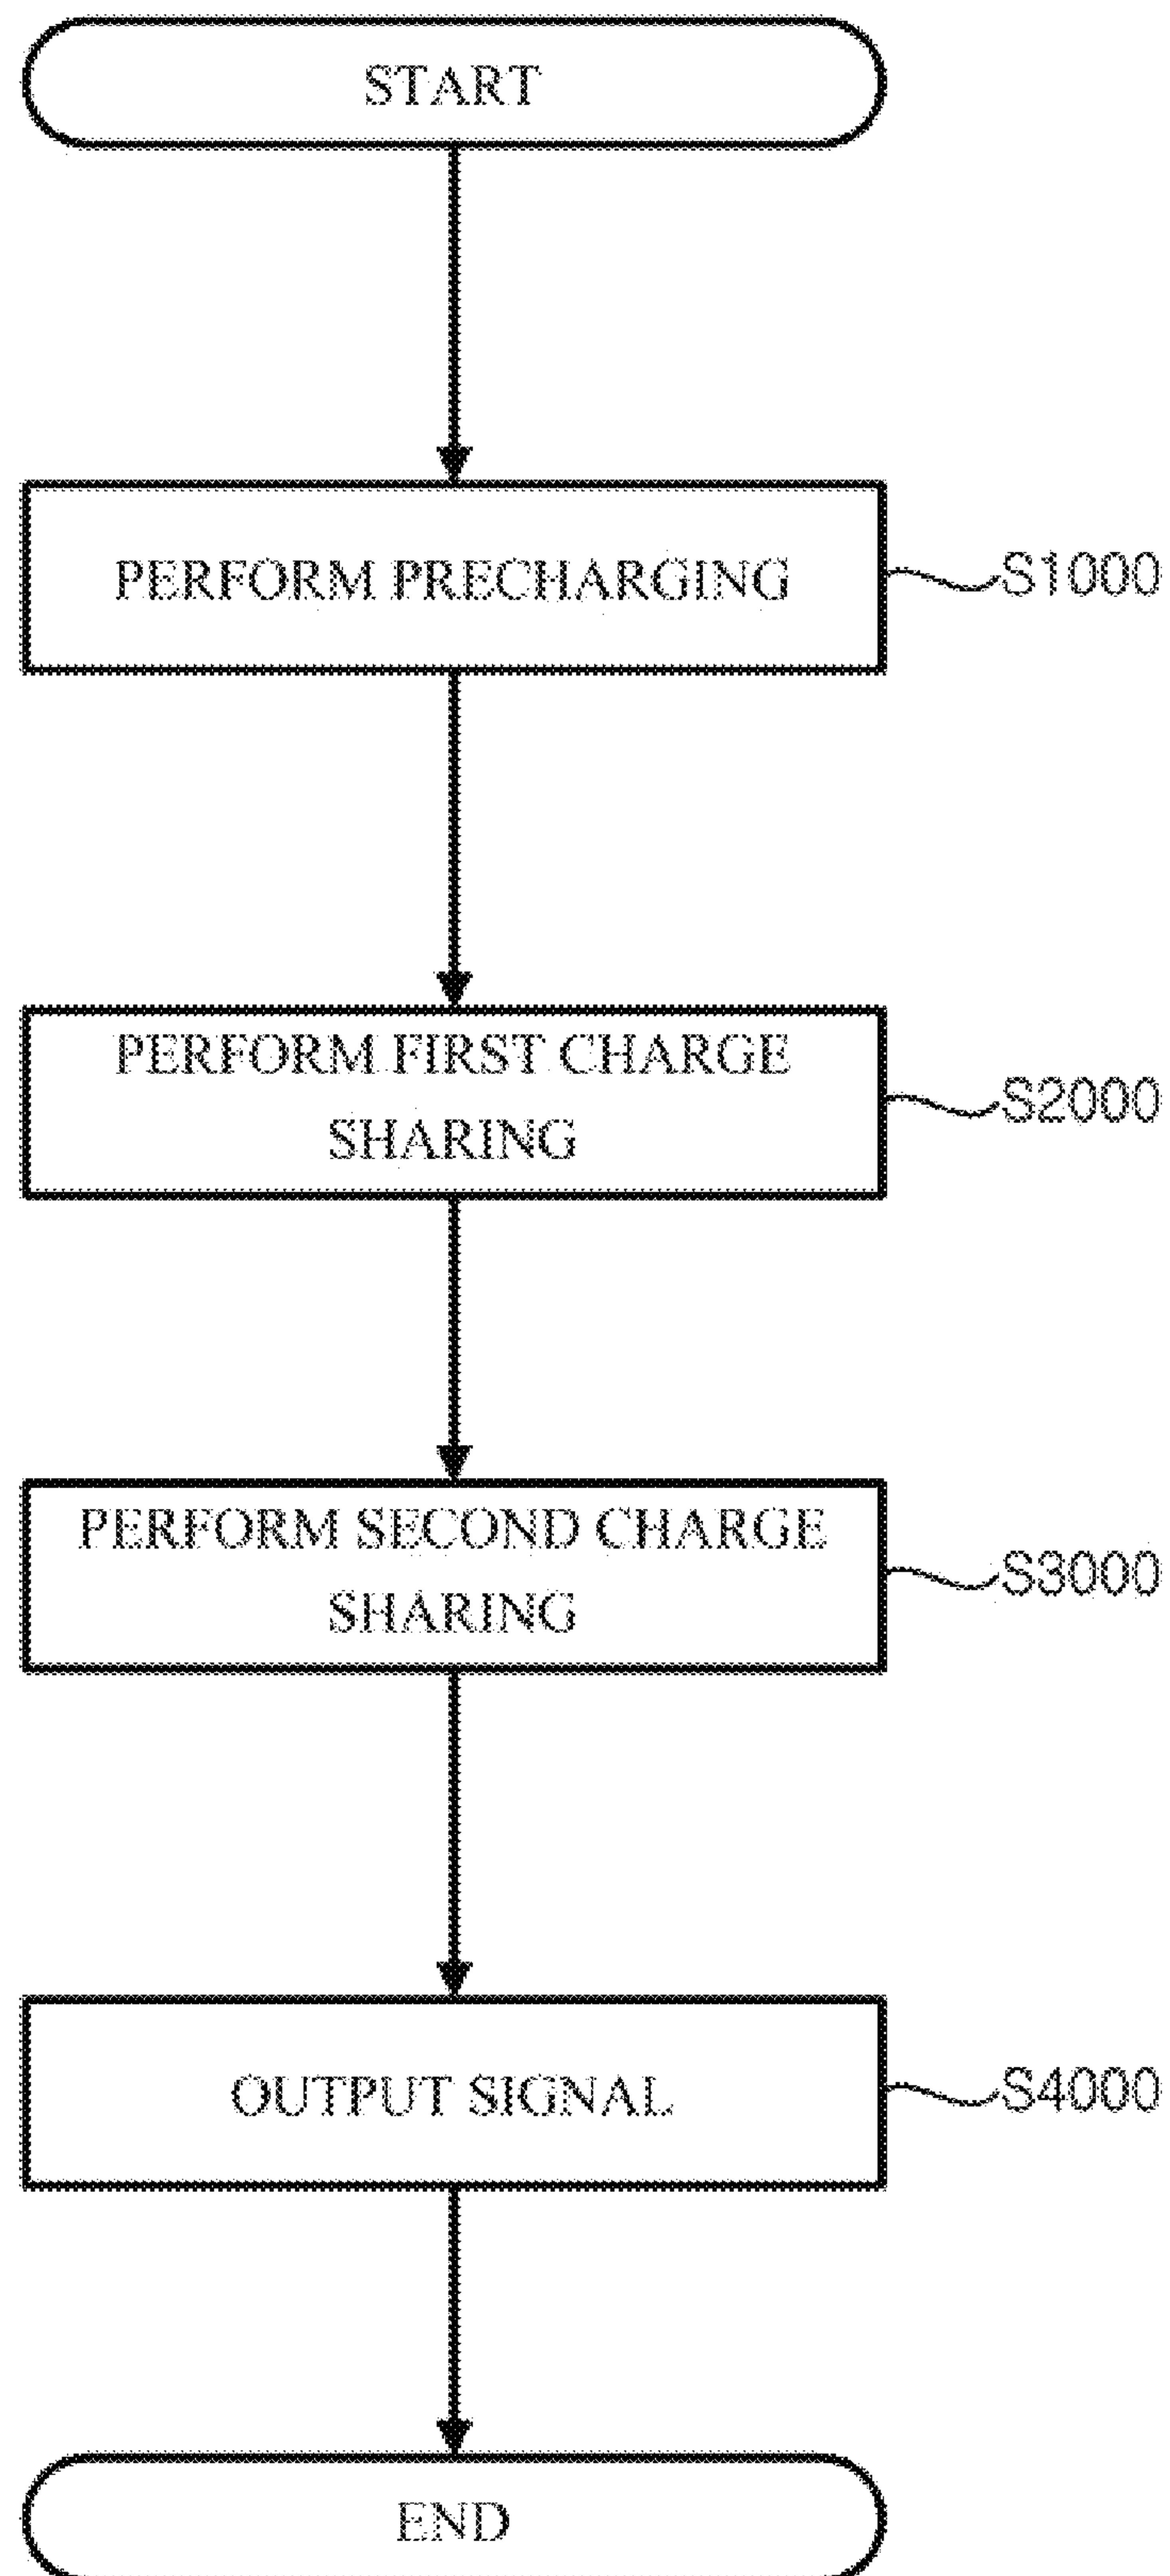 START
PERFORM PRECHARGING
S1000
PERFORM FIRST CHARGE
SHARING
S2000
PERFORM SECOND CHARGE
SHARING
S3000
OUTPUT SIGNAL
S4000
END